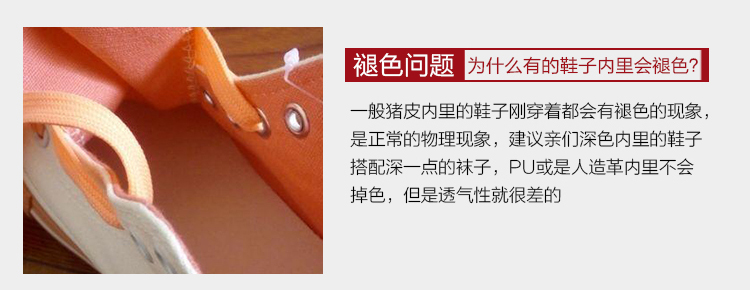 褪色问题 为什么有的鞋子内里会褪色?
一般猪皮内里的鞋子刚穿着都会有褪色的现象，
是正常的物理现象，建议亲们深色内里的鞋子
搭配深一点的袜子，PU或是人造革内里不会
掉色，但是透气性就很差的